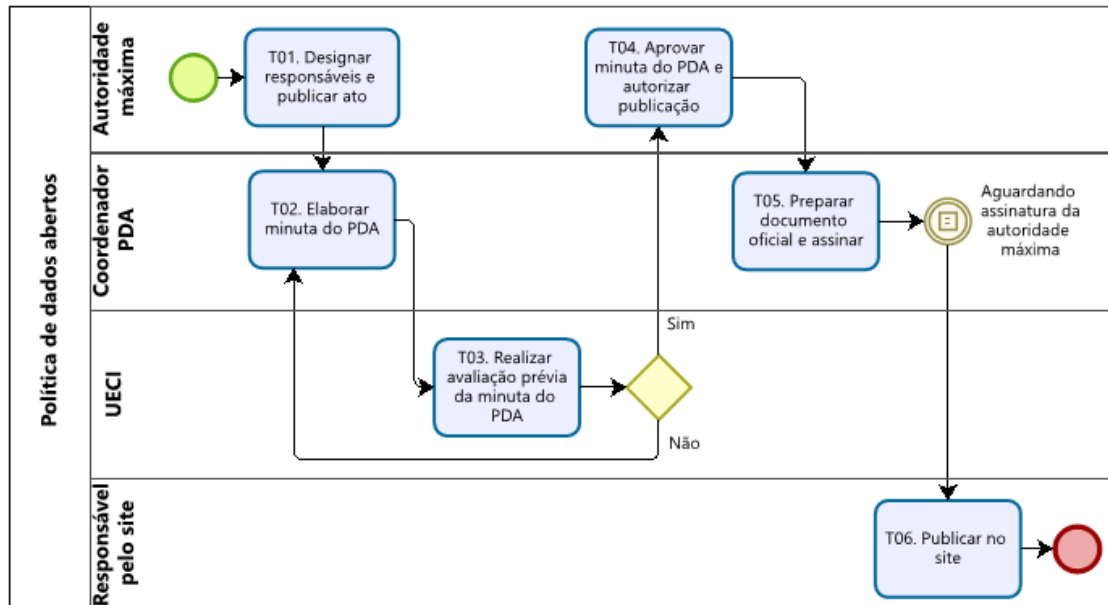 Política de dados abertos
Autoridade
máxima
T01. Designar
responsáveis e
publicar ato
T04. Aprovar
minuta do PDA e
autorizar
publicação
Coordenador
PDA
T02. Elaborar
minuta do PDA
T05. Preparar
documento
oficial e assinar
Aguardando
assinatura da
autoridade
máxima
UECI
T03. Realizar
avaliação prévia
da minuta do
PDA
Sim
Não
Responsável
pelo site
T06. Publicar no
site